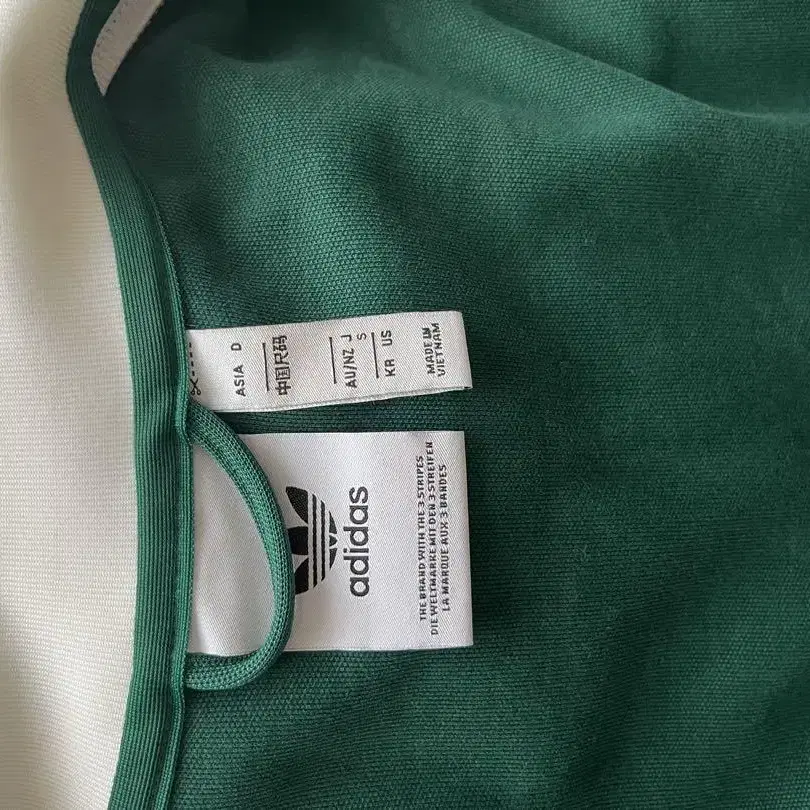 adidas
THE BRAND WITH THE 3 STRIPES
DIE WELTMARKE MIT DEN 3 STREIFEN
LA MARQUE AUX 3 BANDES
ASIA D
中国尺码
AU/NZ J
S
KR US
MADE IN
VIETNAM